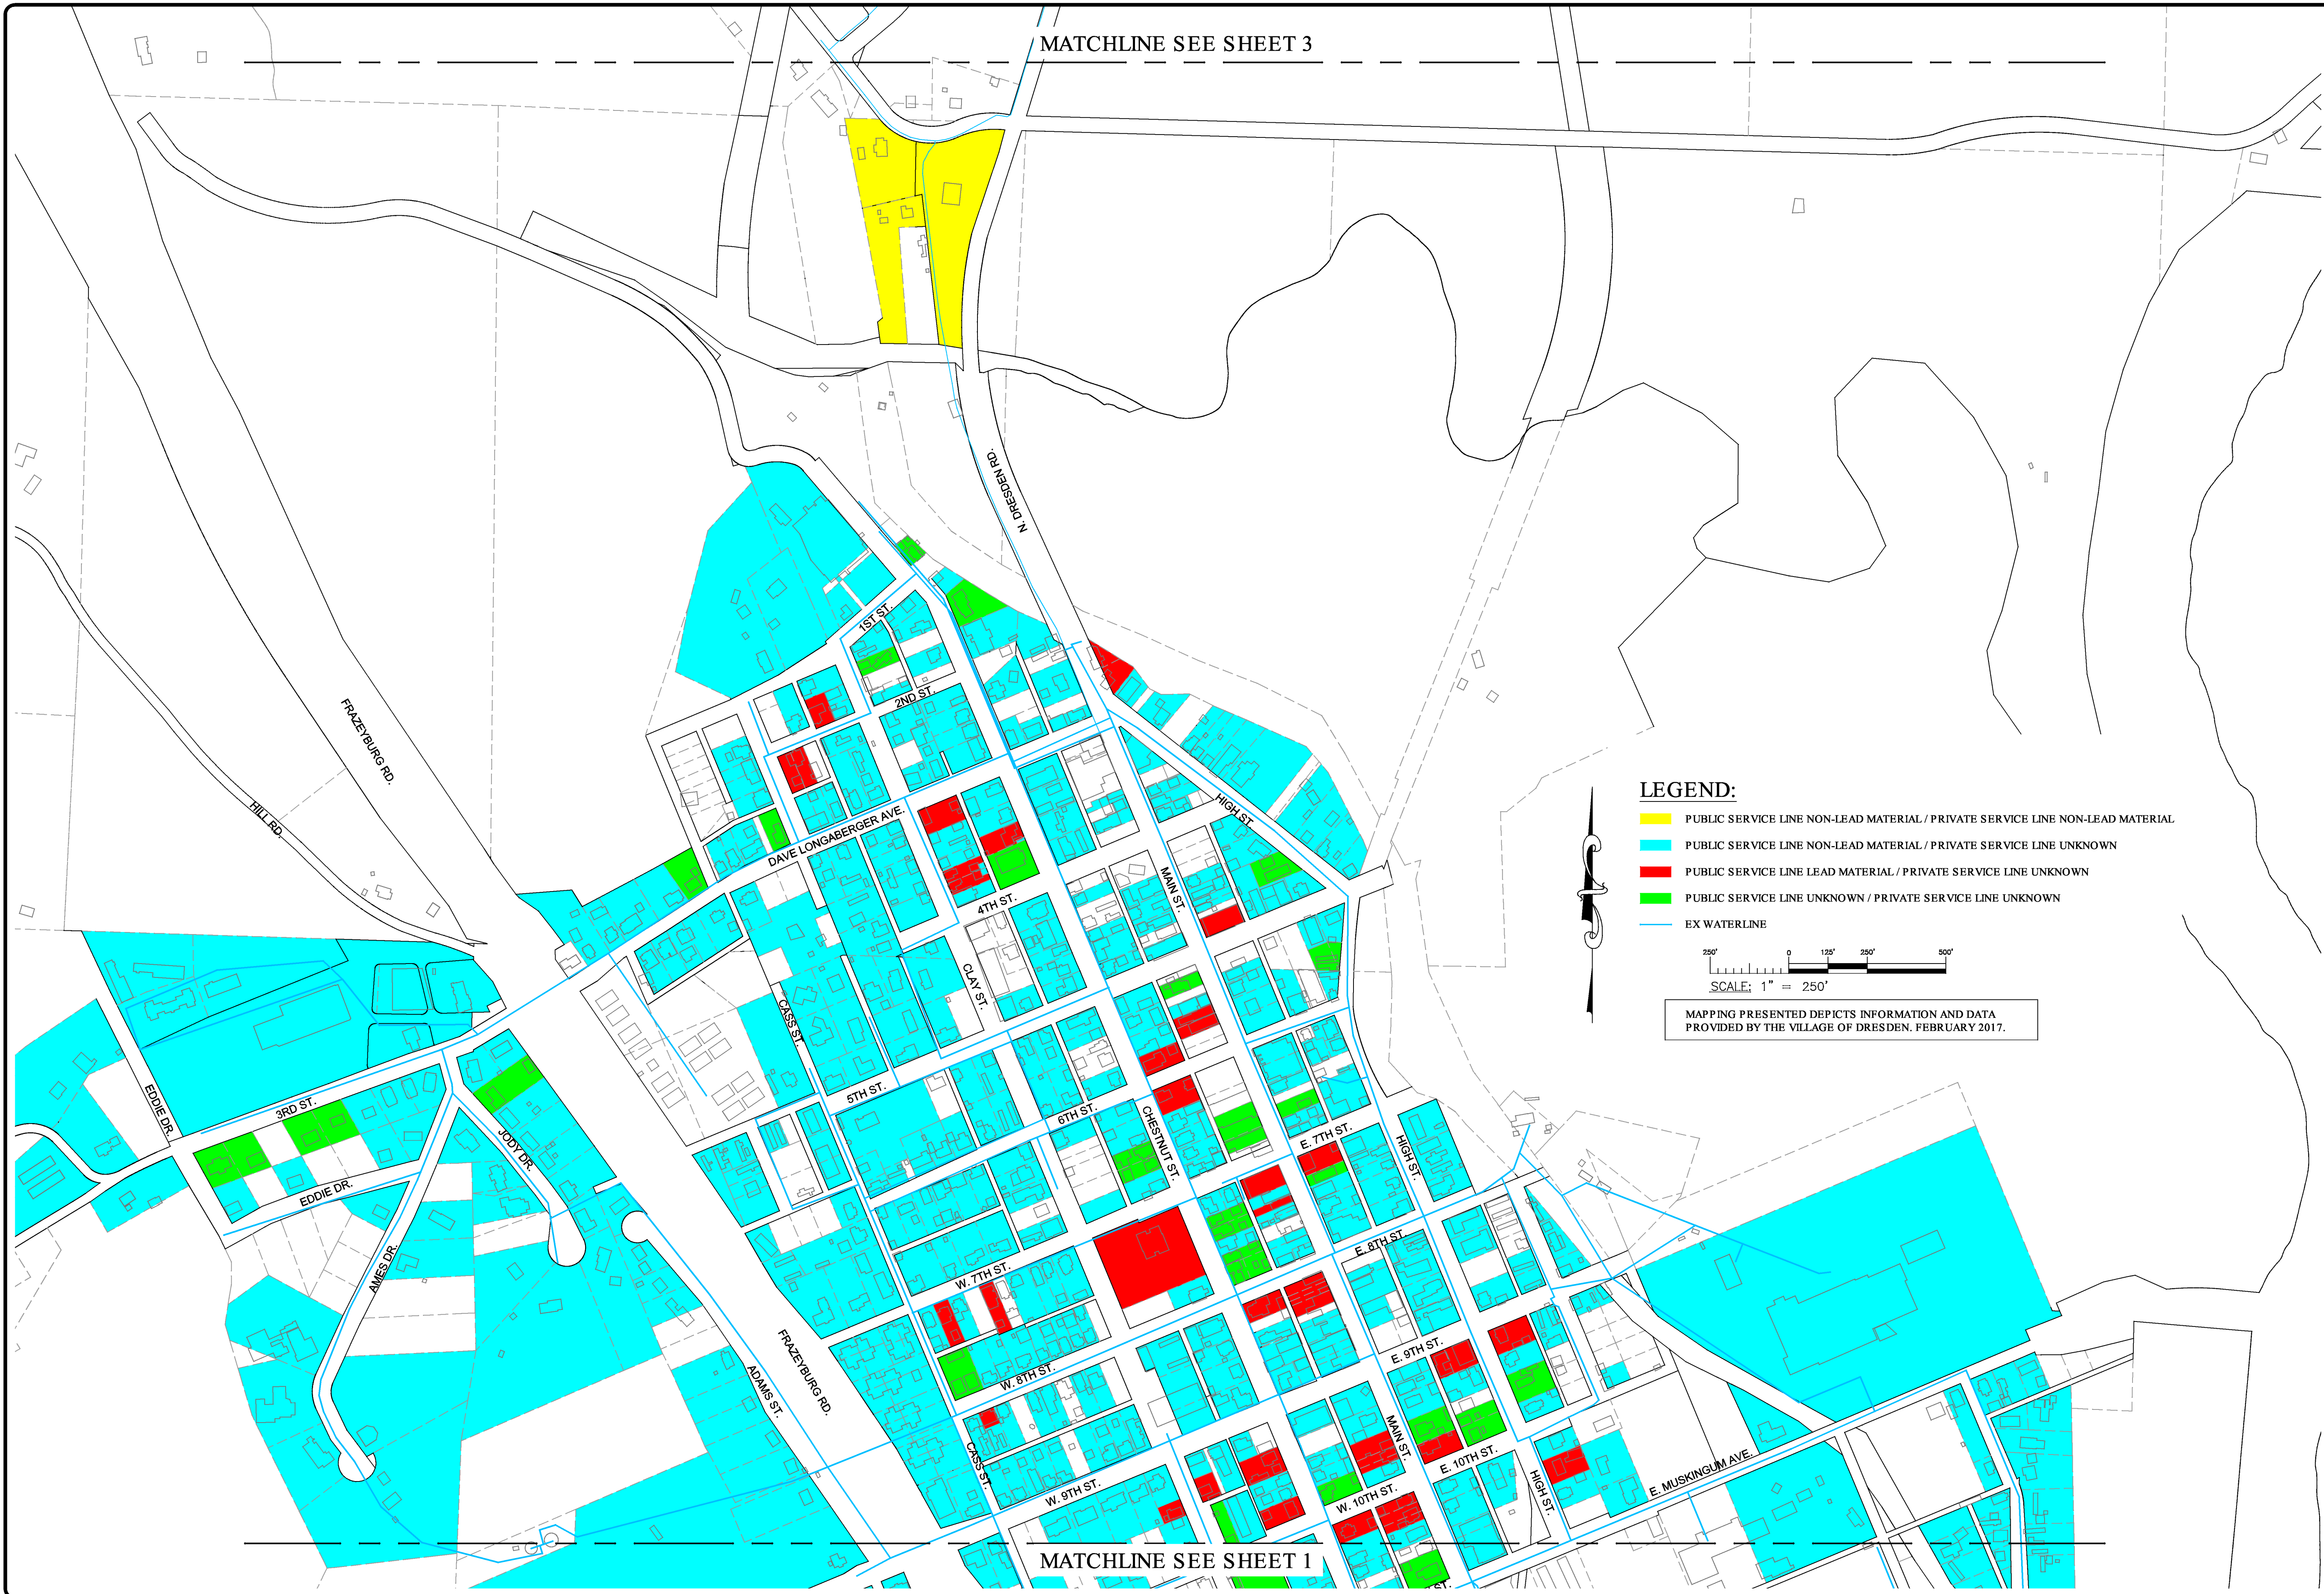 MATCHLINE SEE SHEET 3
N. DRESDEN RD.
1ST ST.
2ND ST.
FRAZEYBURG RD.
HILL RD.
DAVE LONGABERGER AVE.
HIGH ST.
MAIN ST.
4TH ST.
CLAY ST.
CASS ST.
LEGEND:
PUBLIC SERVICE LINE NON-LEAD MATERIAL / PRIVATE SERVICE LINE NON-LEAD MATERIAL
PUBLIC SERVICE LINE NON-LEAD MATERIAL / PRIVATE SERVICE LINE UNKNOWN
PUBLIC SERVICE LINE LEAD MATERIAL / PRIVATE SERVICE LINE UNKNOWN
PUBLIC SERVICE LINE UNKNOWN / PRIVATE SERVICE LINE UNKNOWN
EX WATERLINE
250' 0 125' 250' 500'
SCALE: 1" = 250'
MAPPING PRESENTED DEPICTS INFORMATION AND DATA
PROVIDED BY THE VILLAGE OF DRESDEN. FEBRUARY 2017.
EDDIE DR.
3RD ST.
5TH ST.
6TH ST.
CHESTNUT ST.
E. 7TH ST.
HIGH ST.
JODY DR.
EDDIE DR.
AMES DR.
W. 7TH ST.
E. 8TH ST.
FRAZEYBURG RD.
ADAMS ST.
W. 8TH ST.
E. 9TH ST.
CASS ST.
MAIN ST.
E. 10TH ST.
W. 9TH ST.
W. 10TH ST.
HIGH ST.
E. MUSKINGUM AVE.
MATCHLINE SEE SHEET 1
ST.